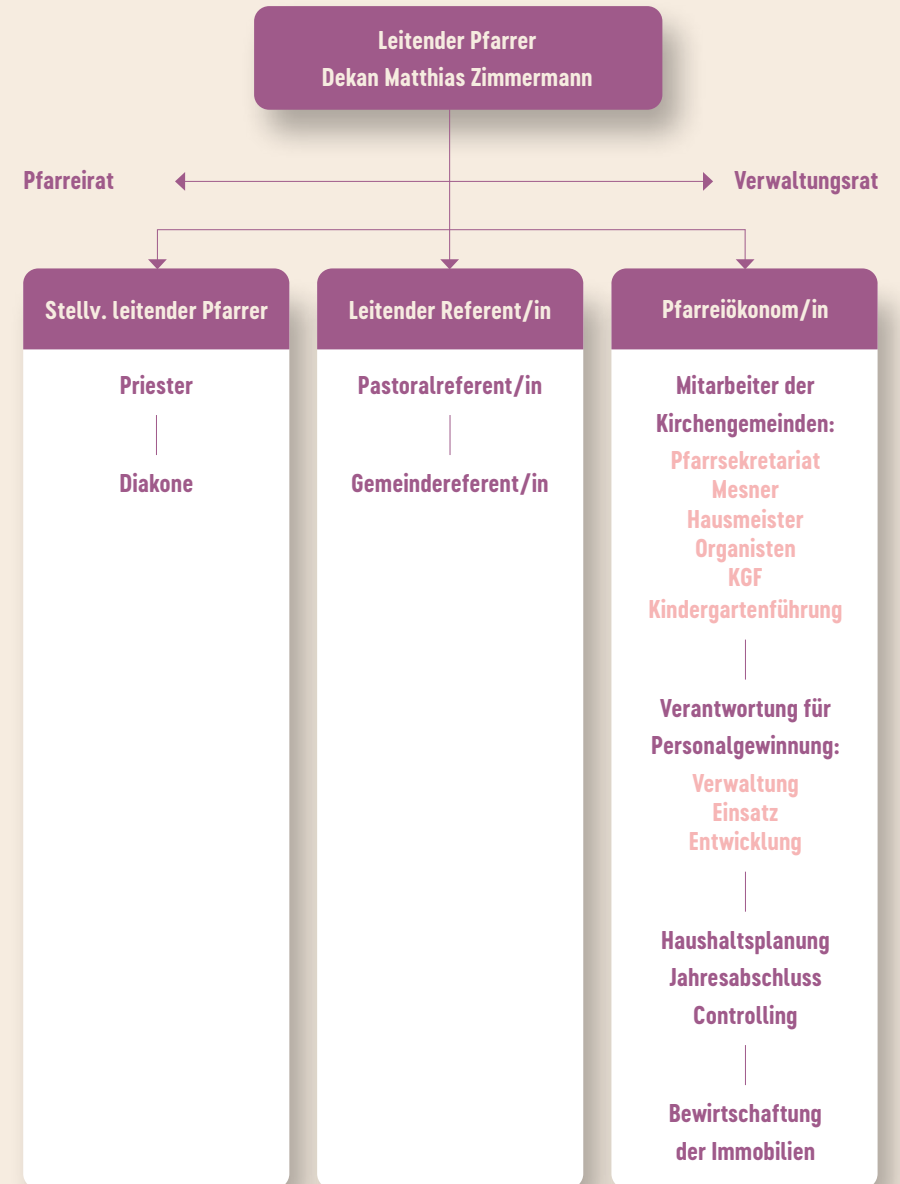 Leitender Pfarrer
Dekan Matthias Zimmermann
Pfarreirat
Verwaltungsrat
Stellv. leitender Pfarrer
Priester
Diakone
Leitender Referent/in
Pastoralreferent/in
Gemeindereferent/in
Pfarreiökonom/in
Mitarbeiter der
Kirchengemeinden:
Pfarrsekretariat
Mesner
Hausmeister
Organisten
KGF
Kindergartenführung
Verantwortung für
Personalgewinnung:
Verwaltung
Einsatz
Entwicklung
Haushaltsplanung
Jahresabschluss
Controlling
Bewirtschaftung
der Immobilien